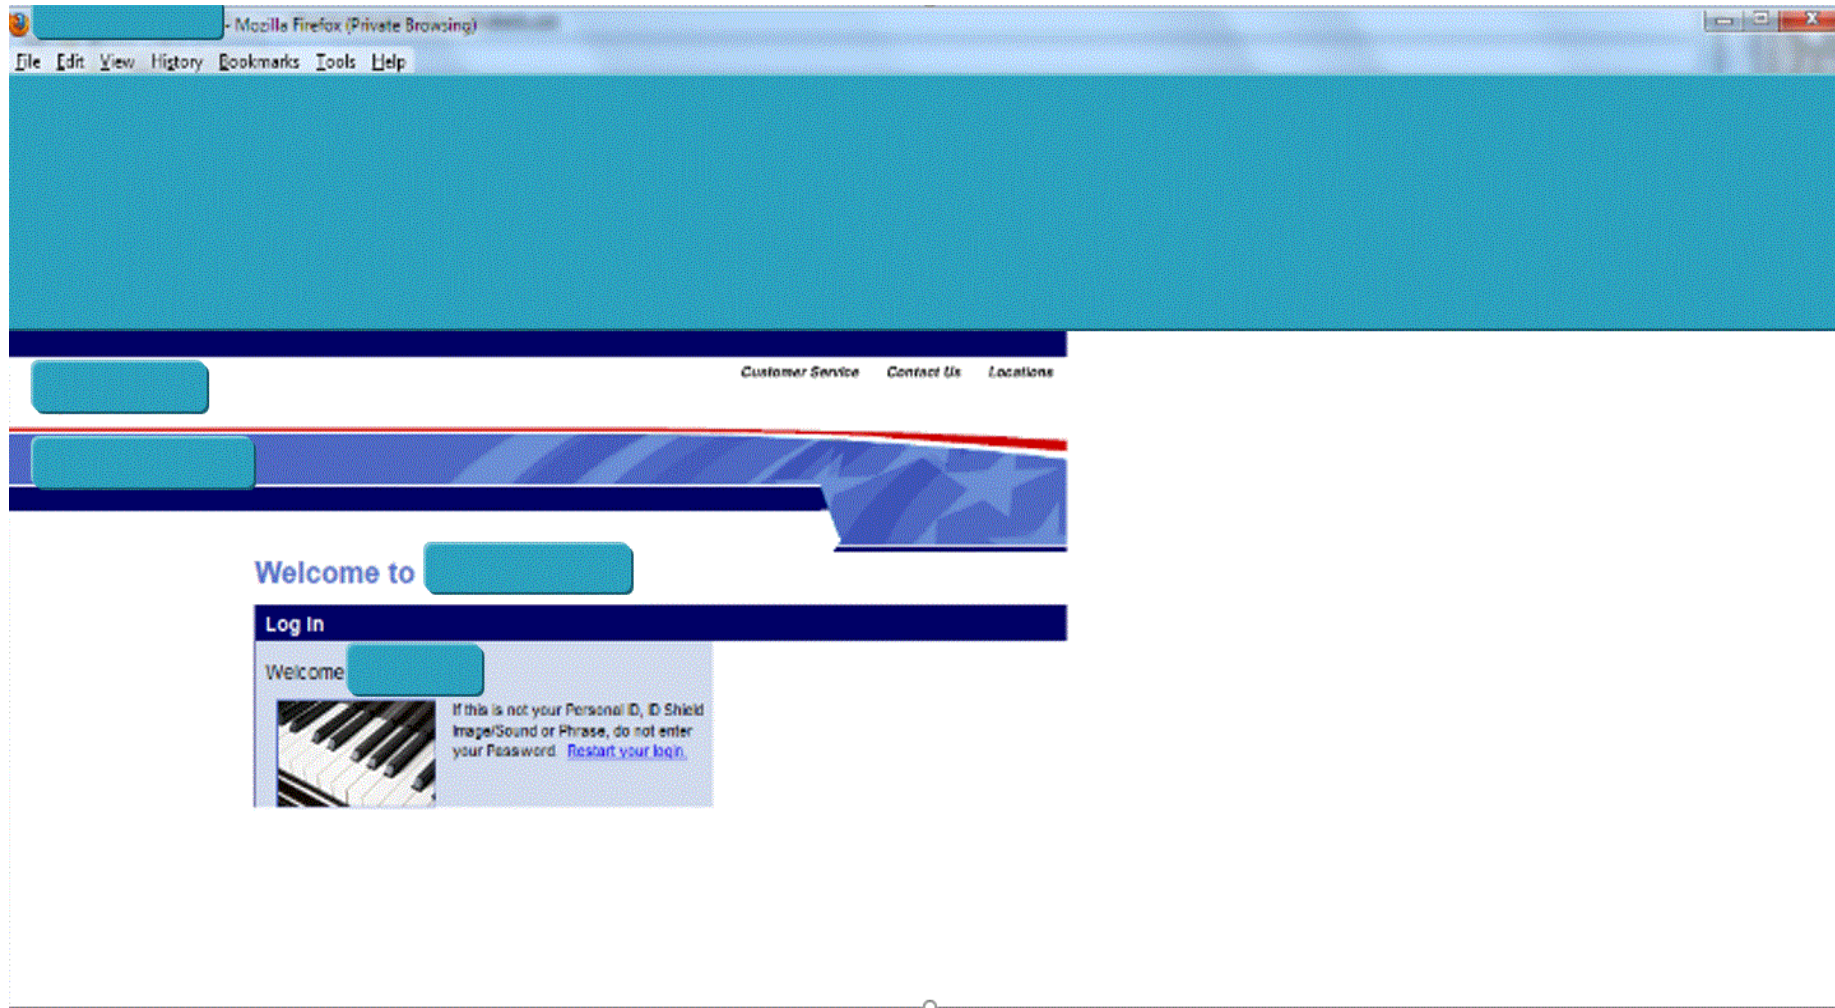 - Mozilla Firefox (Private Browsing)
File Edit View History Bookmarks Tools Help
Customer Service Contact Us Locations
Welcome to
Log In
Welcome
If this is not your Personal ID, ID Shield
Image/Sound or Phrase, do not enter
your Password. Restart your login.